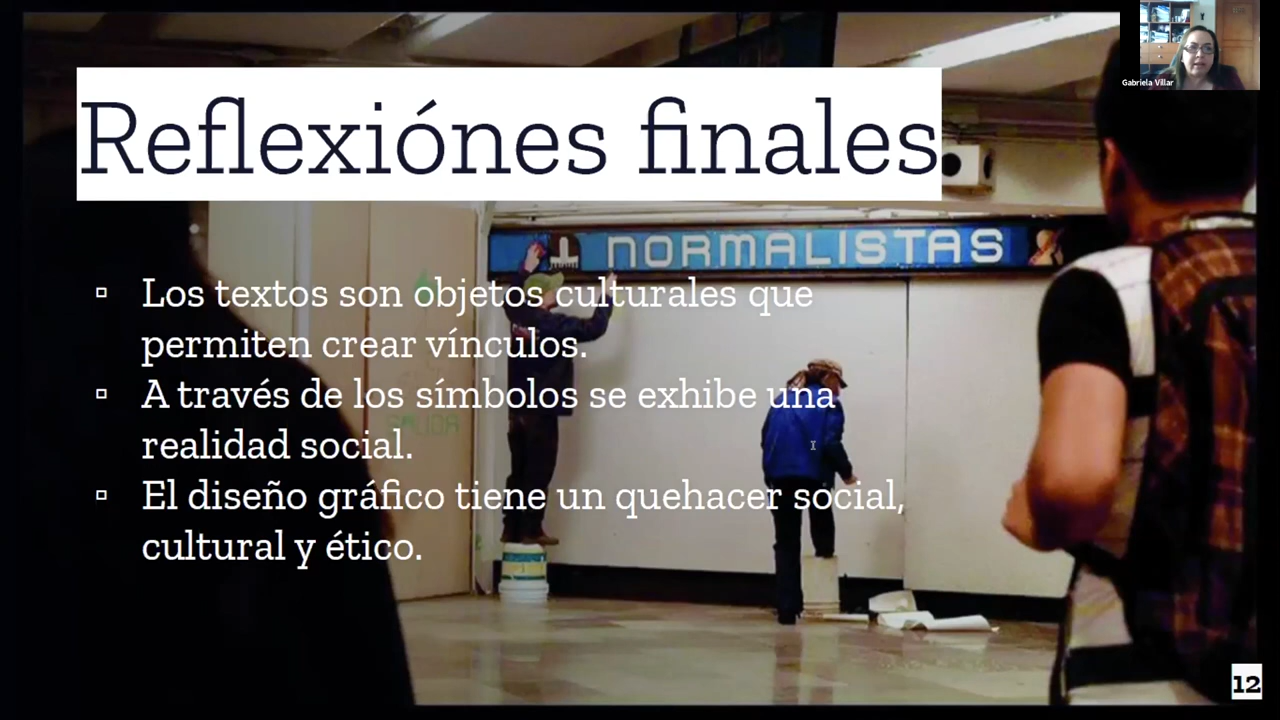 Gabriela Villar
Reflexiónes finales
NORMALISTAS
▫ Los textos son objetos culturales que
permiten crear vínculos.
▫ A través de los símbolos se exhibe una
realidad social.
▫ El diseño gráfico tiene un quehacer social,
cultural y ético.
SALIDA
12